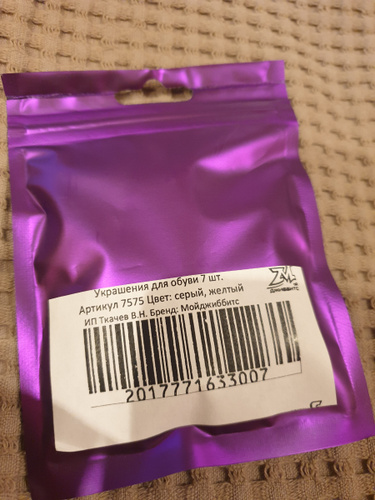 Украшения для обуви 7 шт.
Артикул 7575 Цвет: серый, желтый
ИП Ткачев В.Н. Бренд: Мойджиббитс
2017771633007